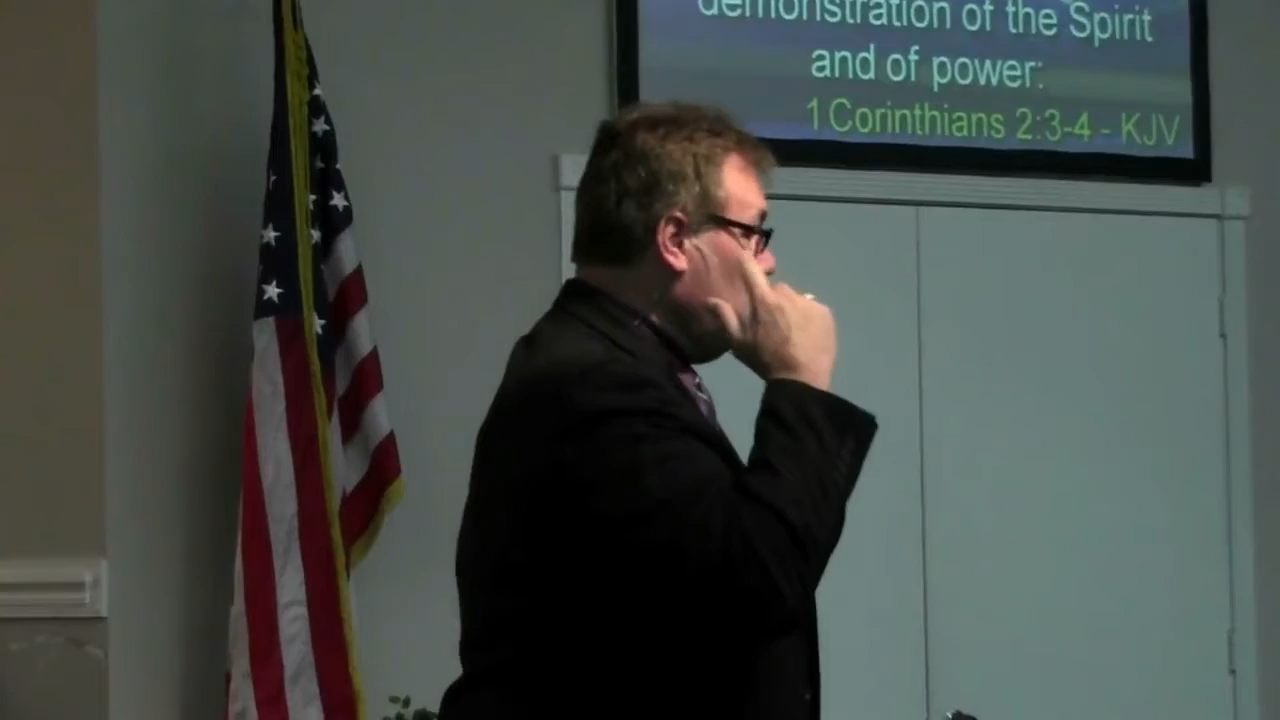 demonstration of the Spirit
and of power:
1 Corinthians 2:3-4 - KJV